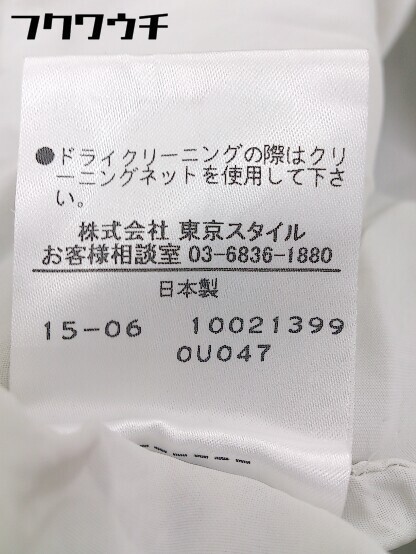 フクワウチ
●ドライクリーニングの際はクリ
ーニングネットを使用して下さ
い。
株式会社 東京スタイル
お客様相談室 03-6836-1880
日本製
15-06 10021399
0U047